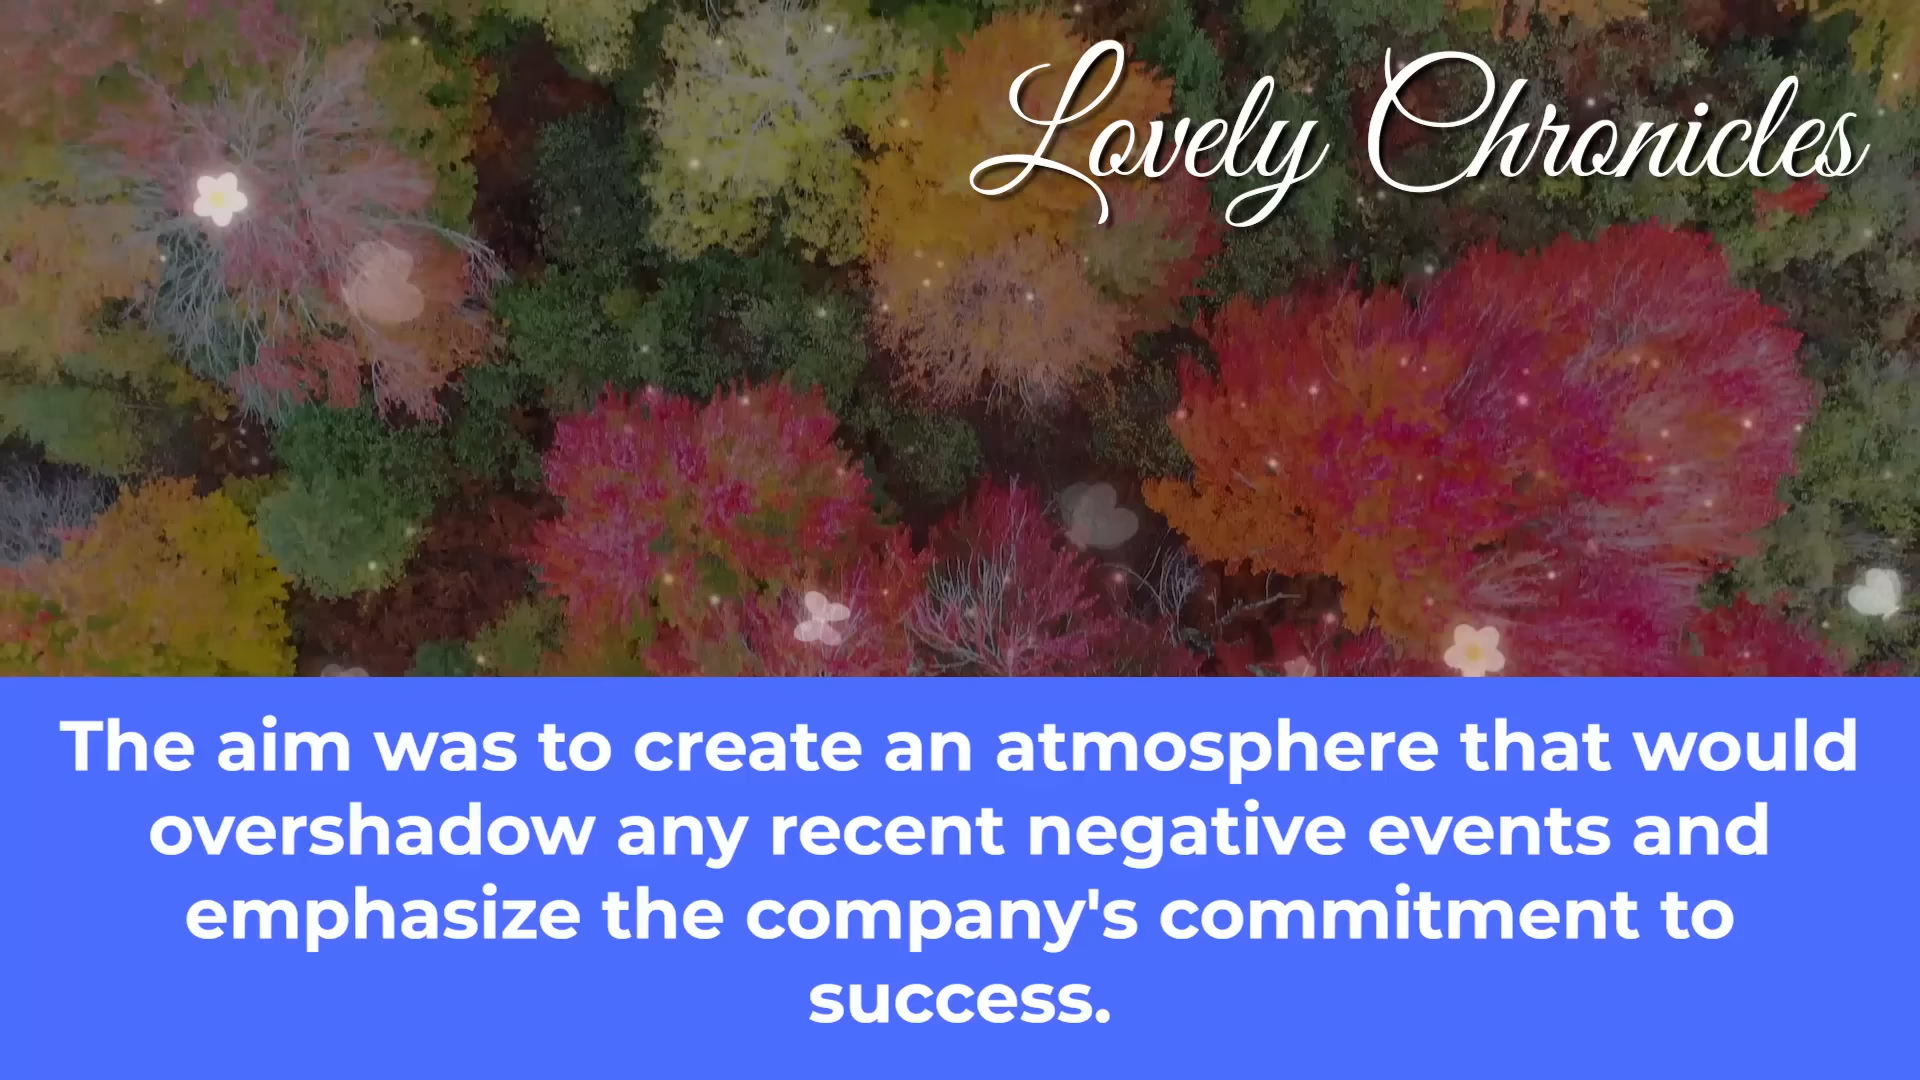 Lovely Chronicles
The aim was to create an atmosphere that would
overshadow any recent negative events and
emphasize the company's commitment to
success.